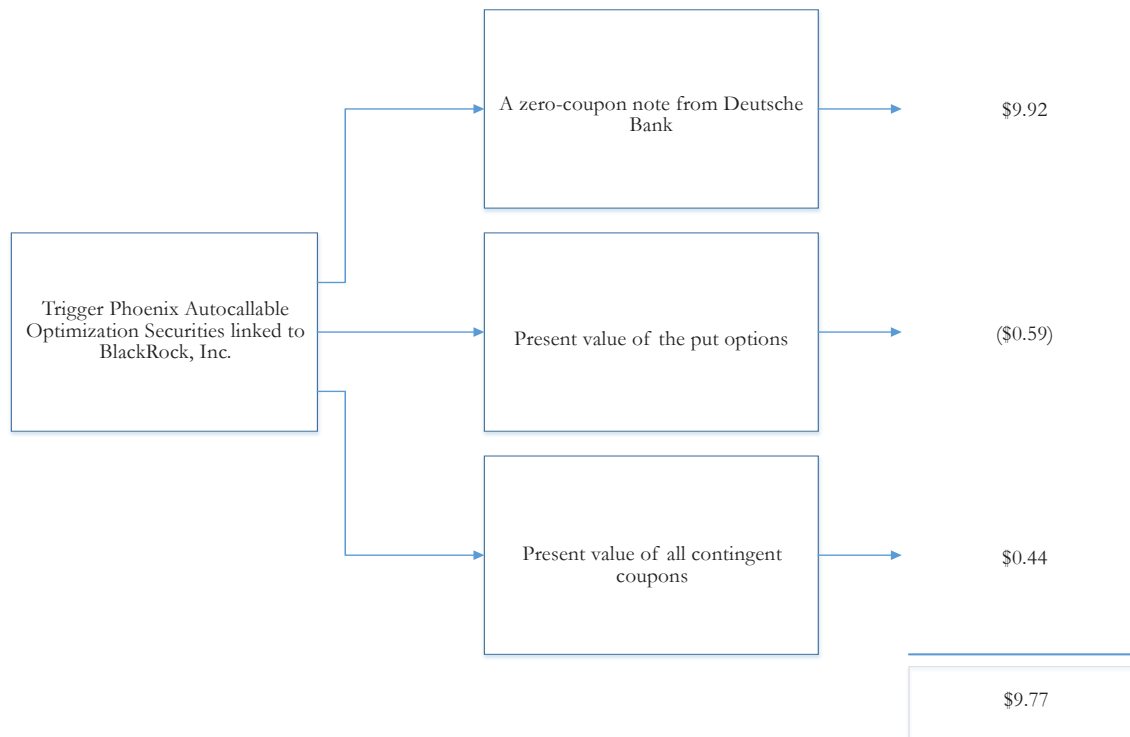 A zero-coupon note from Deutsche
Bank
$9.92
Trigger Phoenix Autocallable
Optimization Securities linked to
BlackRock, Inc.
Present value of the put options
($0.59)
Present value of all contingent
coupons
$0.44
$9.77